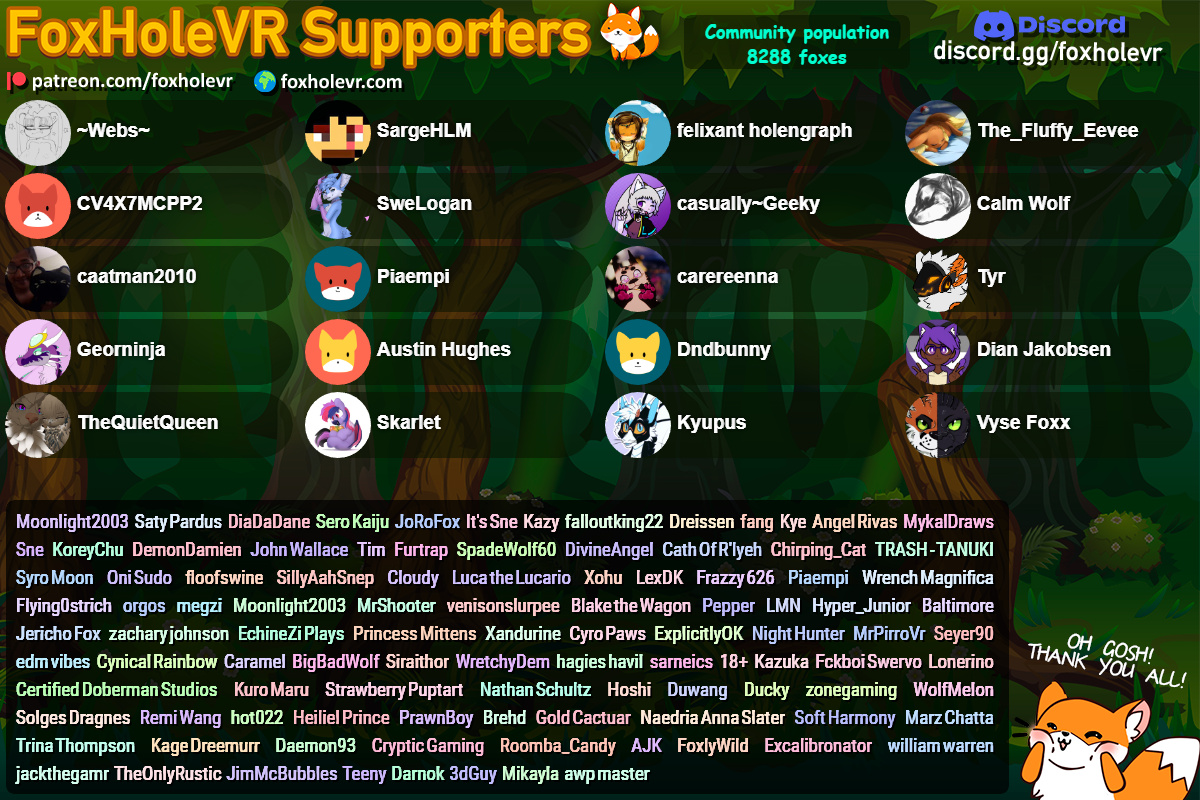 FoxHoleVR Supporters
Community population
8288 foxes
Discord
discord.gg/foxholevr
patreon.com/foxholevr
foxholevr.com
~Webs~
SargeHLM
felixant holengraph
The_Fluffy_Eevee
CV4X7MCPP2
SweLogan
casually~Geeky
Calm Wolf
caatman2010
Piaempi
carereenna
Tyr
Georninja
Austin Hughes
Dndbunny
Dian Jakobsen
TheQuietQueen
Skarlet
Kyupus
Vyse Foxx
Moonlight2003 Saty Pardus DiaDaDane Sero Kaiju JoRoFox It's Sne Kazy falloutking22 Dreissen fang Kye Angel Rivas MykalDraws
Sne KoreyChu DemonDamien John Wallace Tim Furtrap SpadeWolf60 DivineAngel Cath Of R'lyeh Chirping_Cat TRASH-TANUKI
Syro Moon Oni Sudo floofswine SillyAahSnep Cloudy Luca the Lucario Xohu LexDK Frazzy 626 Piaempi Wrench Magnifica
Flying0strich orgos megzi Moonlight2003 MrShooter venisonslurpee Blake the Wagon Pepper LMN Hyper_Junior Baltimore
Jericho Fox zachary johnson EchineZi Plays Princess Mittens Xandurine Cyro Paws ExplicitlyOK Night Hunter MrPirroVr Seyer90
edm vibes Cynical Rainbow Caramel BigBadWolf Siraithor WretchyDem hagies havil sarneics 18+ Kazuka Fckboi Swervo Lonerino
Certified Doberman Studios Kuro Maru Strawberry Puptart Nathan Schultz Hoshi Duwang Ducky zonegaming WolfMelon
Solges Dragnes Remi Wang hot022 Heiliel Prince PrawnBoy Brehd Gold Cactuar Naedria Anna Slater Soft Harmony Marz Chatta
Trina Thompson Kage Dreemurr Daemon93 Cryptic Gaming Roomba_Candy AJK FoxlyWild Excalibronator william warren
jackthegamr TheOnlyRustic JimMcBubbles Teeny Darnok 3dGuy Mikayla awp master
OH GOSH!
THANK YOU ALL!